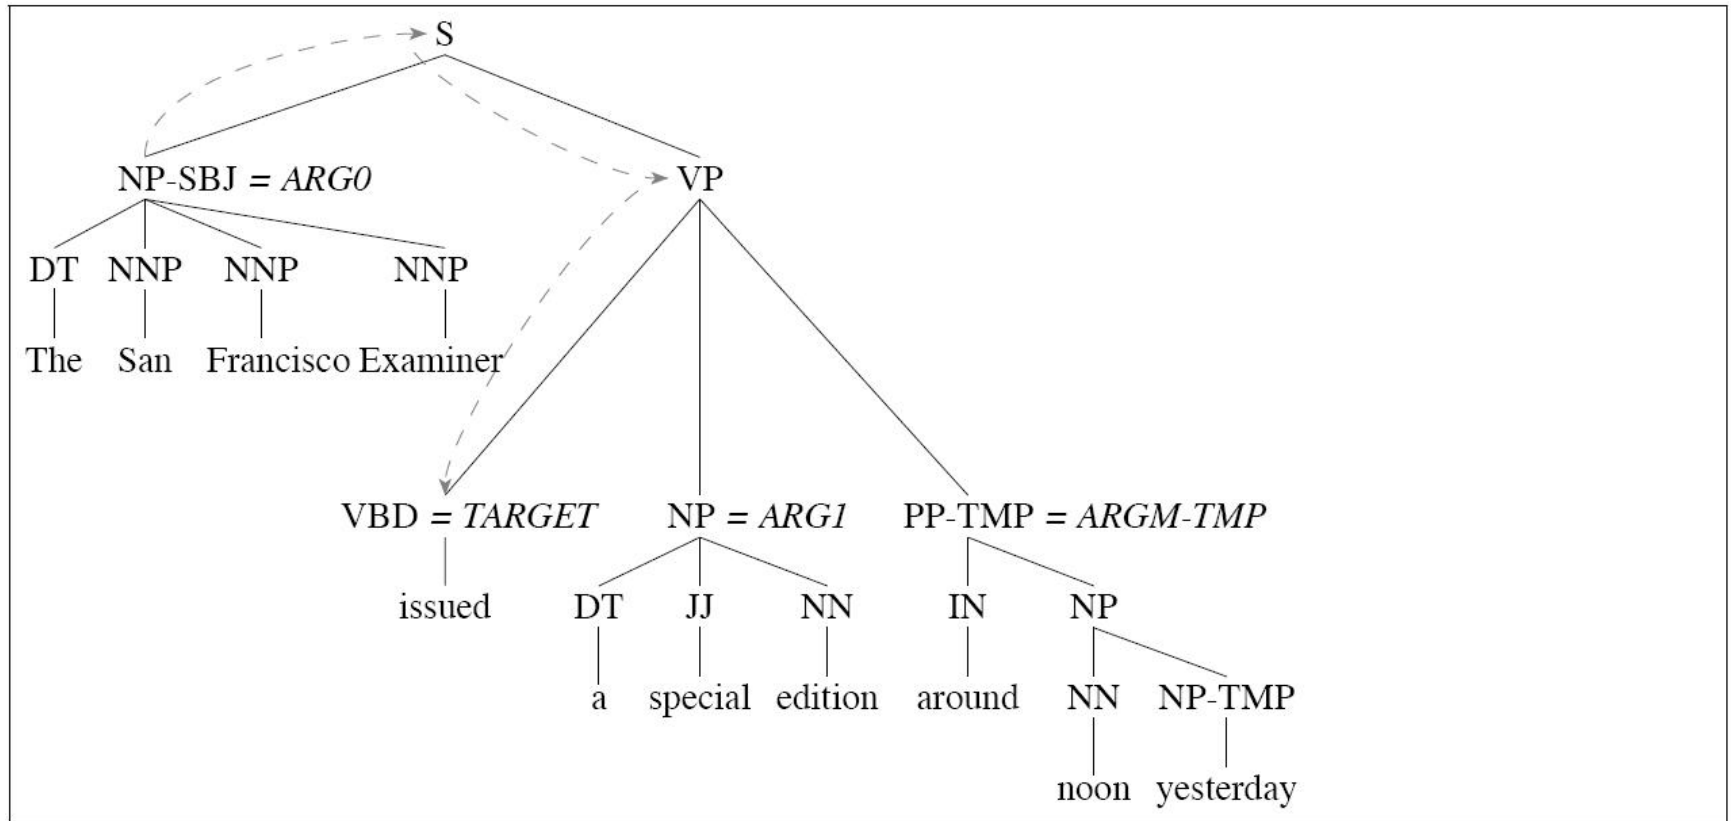 S
NP-SBJ = ARG0 VP
DT NNP NNP NNP
The San Francisco Examiner
VBD = TARGET NP = ARG1 PP-TMP = ARGM-TMP
issued DT JJ NN IN NP
a special edition around NN NP-TMP
noon yesterday